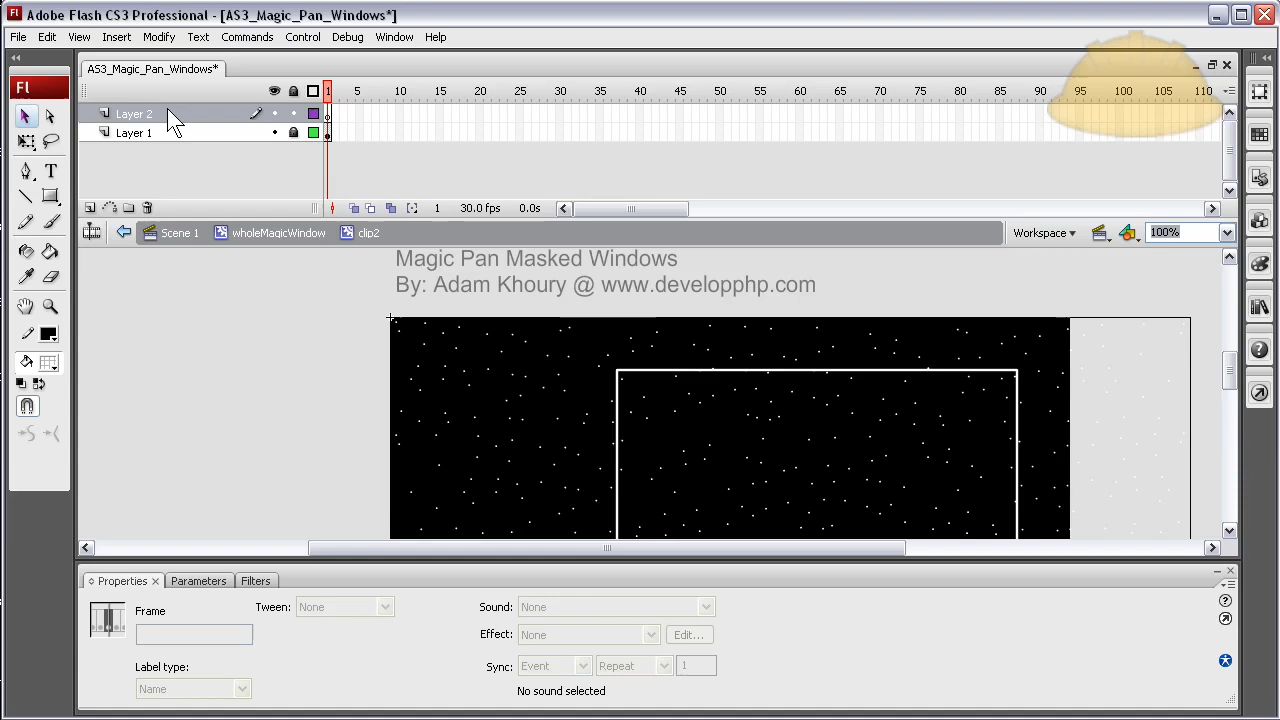 Adobe Flash CS3 Professional - [AS3_Magic_Pan_Windows*]
File Edit View Insert Modify Text Commands Control Debug Window Help
AS3_Magic_Pan_Windows*
Fl
1 5 10 15 20 25 30 35 40 45 50 55 60 65 70 75 80 85 90 95 100 105 110
Layer 2
Layer 1
1 30.0 fps 0.0s
Scene 1 wholeMagicWindow clip2 Workspace 100%
Magic Pan Masked Windows
By: Adam Khoury @ www.developphp.com
Properties Parameters Filters
Frame Tween: None Sound: None
Effect: None Edit...
Label type: Sync: Event Repeat 1
Name No sound selected